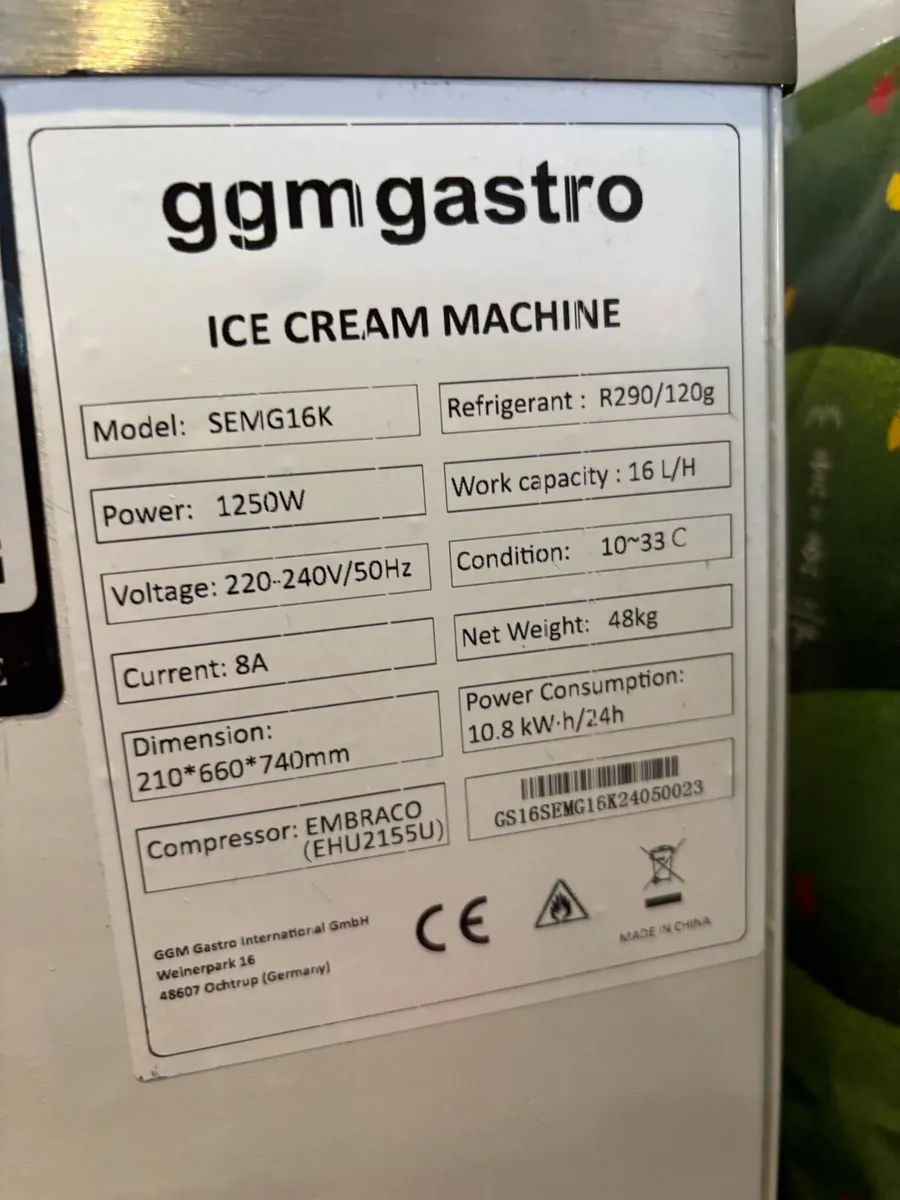 ggmgastro
ICE CREAM MACHINE
Model: SEMG16K
Refrigerant : R290/120g
Power: 1250W
Work capacity : 16 L/H
Voltage: 220-240V/50Hz
Condition: 10~33 C
Current: 8A
Net Weight: 48kg
Dimension:
210*660*740mm
Power Consumption:
10.8 kW·h/24h
Compressor: EMBRACO
(EHU2155U)
GS16SEMG16K24050023
GGM Gastro International GmbH
Weinerpark 16
48607 Ochtrup (Germany)
CE
MADE IN CHINA